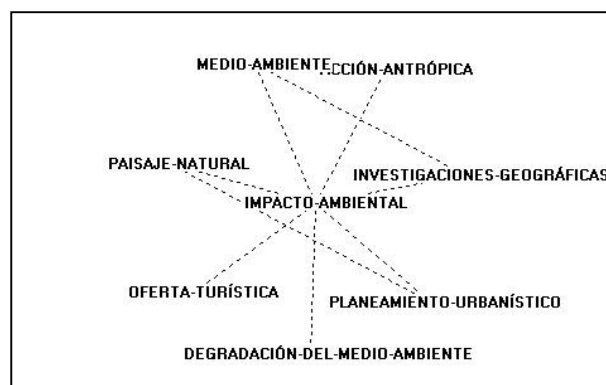 MEDIO-AMBIENTE
CCIÓN-ANTRÓPICA
PAISAJE-NATURAL
INVESTIGACIONES-GEOGRÁFICAS
IMPACTO-AMBIENTAL
OFERTA-TURÍSTICA
PLANEAMIENTO-URBANÍSTICO
DEGRADACIÓN-DEL-MEDIO-AMBIENTE